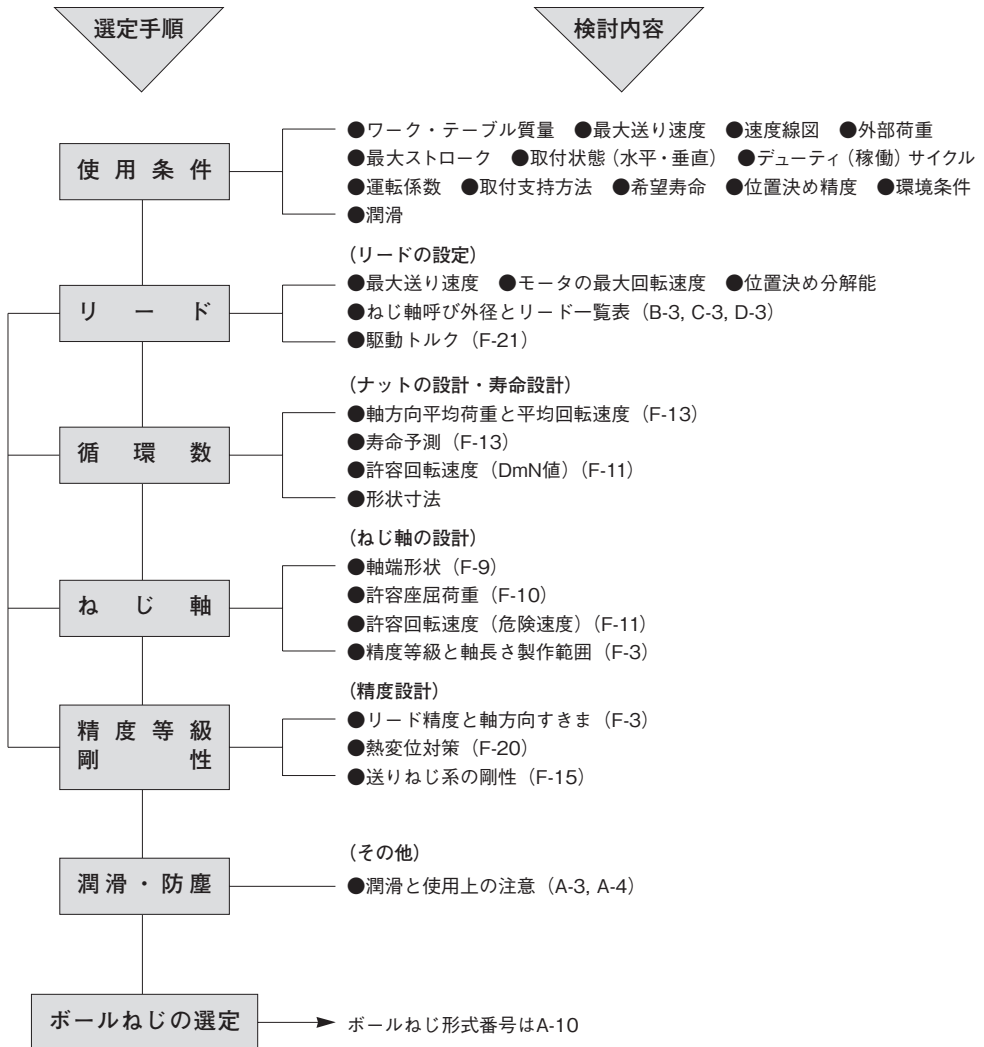 選定手順
検討内容
使用条件
●ワーク・テーブル質量 ●最大送り速度 ●速度線図 ●外部荷重
●最大ストローク ●取付状態（水平・垂直） ●デューティ（稼働）サイクル
●運転係数 ●取付支持方法 ●希望寿命 ●位置決め精度 ●環境条件
●潤滑
リード
（リードの設定）
●最大送り速度 ●モータの最大回転速度 ●位置決め分解能
●ねじ軸呼び外径とリード一覧表（B-3, C-3, D-3）
●駆動トルク（F-21）
循環数
（ナットの設計・寿命設計）
●軸方向平均荷重と平均回転速度（F-13）
●寿命予測（F-13）
●許容回転速度（DmN値）（F-11）
●形状寸法
ねじ軸
（ねじ軸の設計）
●軸端形状（F-9）
●許容座屈荷重（F-10）
●許容回転速度（危険速度）（F-11）
●精度等級と軸長さ製作範囲（F-3）
精度等級
剛性
（精度設計）
●リード精度と軸方向すきま（F-3）
●熱変位対策（F-20）
●送りねじ系の剛性（F-15）
潤滑・防塵
（その他）
●潤滑と使用上の注意（A-3, A-4）
ボールねじの選定
ボールねじ形式番号はA-10